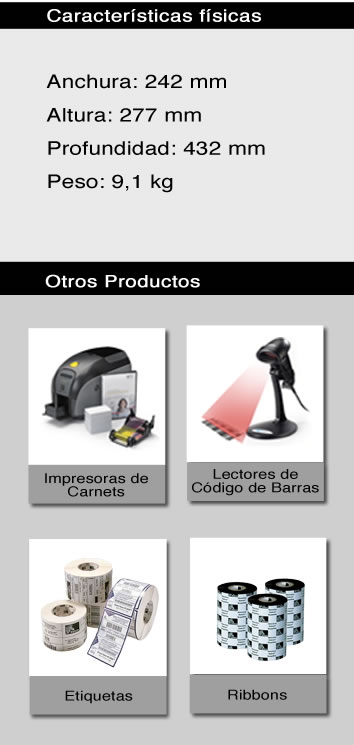 Características físicas
Anchura: 242 mm
Altura: 277 mm
Profundidad: 432 mm
Peso: 9,1 kg
Otros Productos
Impresoras de
Carnets
Lectores de
Código de Barras
Etiquetas
Ribbons